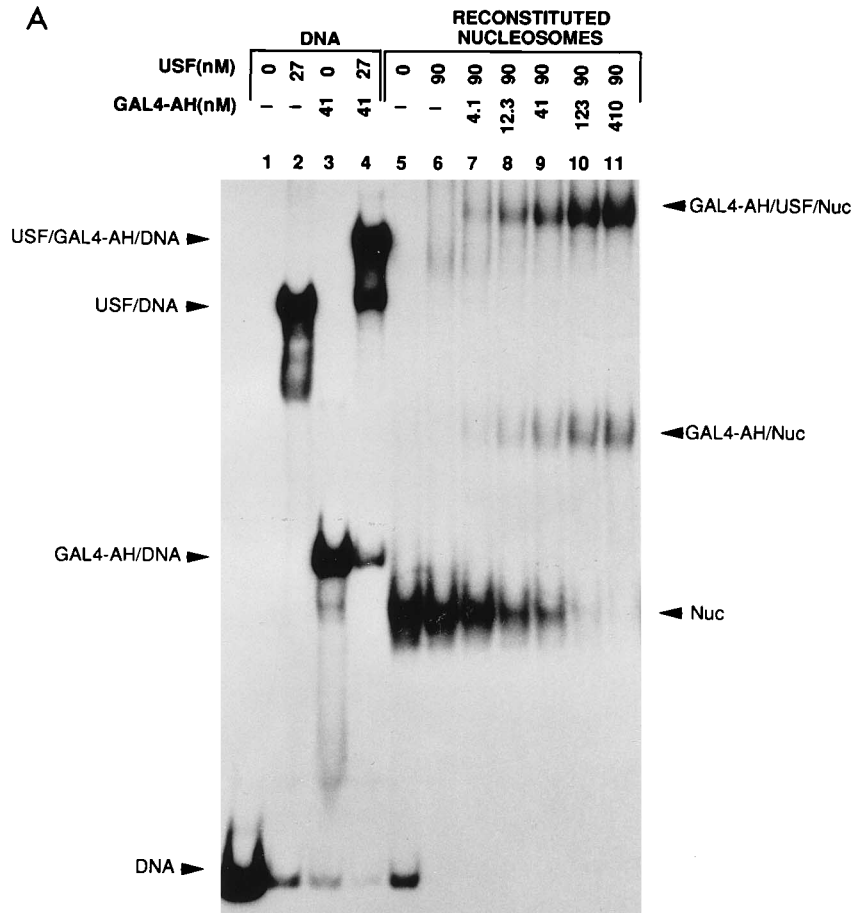 A
DNA
RECONSTITUTED NUCLEOSOMES
USF(nM) 0 27 0 27 0 90 90 90 90 90 90
GAL4-AH(nM) – – 41 41 – – 4.1 12.3 41 123 410
1 2 3 4 5 6 7 8 9 10 11
USF/GAL4-AH/DNA
USF/DNA
GAL4-AH/DNA
DNA
GAL4-AH/USF/Nuc
GAL4-AH/Nuc
Nuc